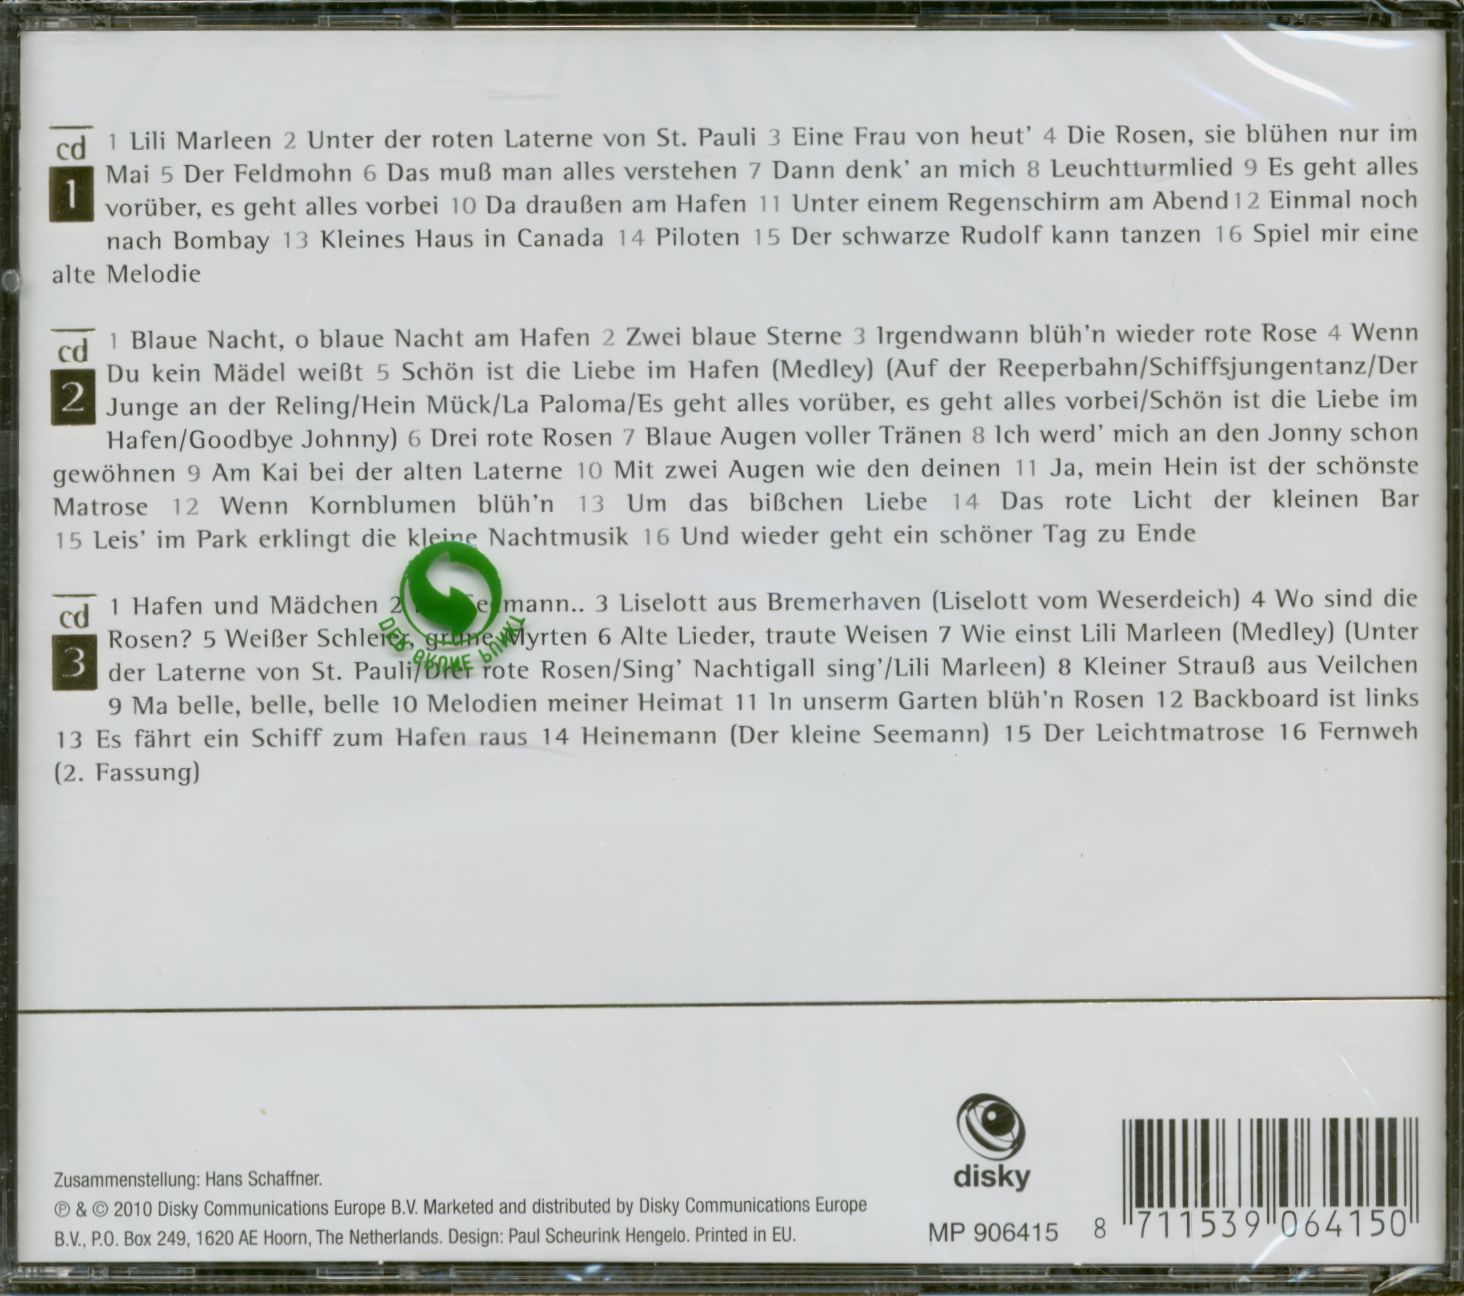 cd 1
1 Lili Marleen 2 Unter der roten Laterne von St. Pauli 3 Eine Frau von heut' 4 Die Rosen, sie blühen nur im
Mai 5 Der Feldmohn 6 Das muß man alles verstehen 7 Dann denk' an mich 8 Leuchtturmlied 9 Es geht alles
vorüber, es geht alles vorbei 10 Da draußen am Hafen 11 Unter einem Regenschirm am Abend 12 Einmal noch
nach Bombay 13 Kleines Haus in Canada 14 Piloten 15 Der schwarze Rudolf kann tanzen 16 Spiel mir eine
alte Melodie
cd 2
1 Blaue Nacht, o blaue Nacht am Hafen 2 Zwei blaue Sterne 3 Irgendwann blüh'n wieder rote Rose 4 Wenn
Du kein Mädel weißt 5 Schön ist die Liebe im Hafen (Medley) (Auf der Reeperbahn/Schiffsjungentanz/Der
Junge an der Reling/Hein Mück/La Paloma/Es geht alles vorüber, es geht alles vorbei/Schön ist die Liebe im
Hafen/Goodbye Johnny) 6 Drei rote Rosen 7 Blaue Augen voller Tränen 8 Ich werd' mich an den Jonny schon
gewöhnen 9 Am Kai bei der alten Laterne 10 Mit zwei Augen wie den deinen 11 Ja, mein Hein ist der schönste
Matrose 12 Wenn Kornblumen blüh'n 13 Um das bißchen Liebe 14 Das rote Licht der kleinen Bar
15 Leis' im Park erklingt die kleine Nachtmusik 16 Und wieder geht ein schöner Tag zu Ende
cd 3
1 Hafen und Mädchen 2 3 Liselott aus Bremerhaven (Liselott vom Weserdeich) 4 Wo sind die
Rosen? 5 Weißer Schleier, grüne Myrten 6 Alte Lieder, traute Weisen 7 Wie einst Lili Marleen (Medley) (Unter
der Laterne von St. Pauli/Drei rote Rosen/Sing' Nachtigall sing'/Lili Marleen) 8 Kleiner Strauß aus Veilchen
9 Ma belle, belle, belle 10 Melodien meiner Heimat 11 In unserm Garten blüh'n Rosen 12 Backboard ist links
13 Es fährt ein Schiff zum Hafen raus 14 Heinemann (Der kleine Seemann) 15 Der Leichtmatrose 16 Fernweh
(2. Fassung)
DER GRÜNE PUNKT
Zusammenstellung: Hans Schaffner.
℗ & © 2010 Disky Communications Europe B.V. Marketed and distributed by Disky Communications Europe
B.V., P.O. Box 249, 1620 AE Hoorn, The Netherlands. Design: Paul Scheurink Hengelo. Printed in EU.
disky
MP 906415
8 711539 064150